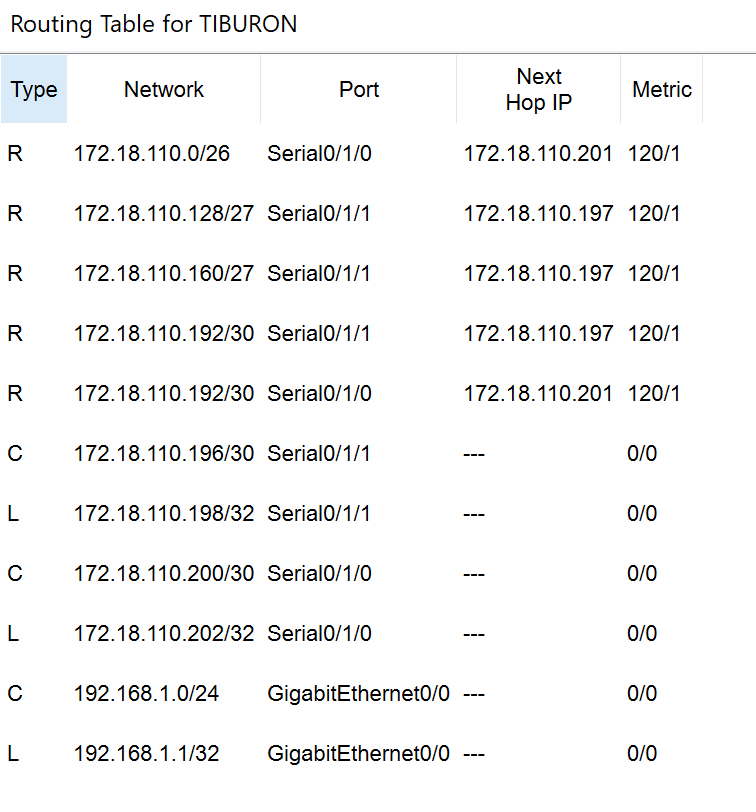 Routing Table for TIBURON
Type Network Port Next Hop IP Metric
R 172.18.110.0/26 Serial0/1/0 172.18.110.201 120/1
R 172.18.110.128/27 Serial0/1/1 172.18.110.197 120/1
R 172.18.110.160/27 Serial0/1/1 172.18.110.197 120/1
R 172.18.110.192/30 Serial0/1/1 172.18.110.197 120/1
R 172.18.110.192/30 Serial0/1/0 172.18.110.201 120/1
C 172.18.110.196/30 Serial0/1/1 --- 0/0
L 172.18.110.198/32 Serial0/1/1 --- 0/0
C 172.18.110.200/30 Serial0/1/0 --- 0/0
L 172.18.110.202/32 Serial0/1/0 --- 0/0
C 192.168.1.0/24 GigabitEthernet0/0 --- 0/0
L 192.168.1.1/32 GigabitEthernet0/0 --- 0/0